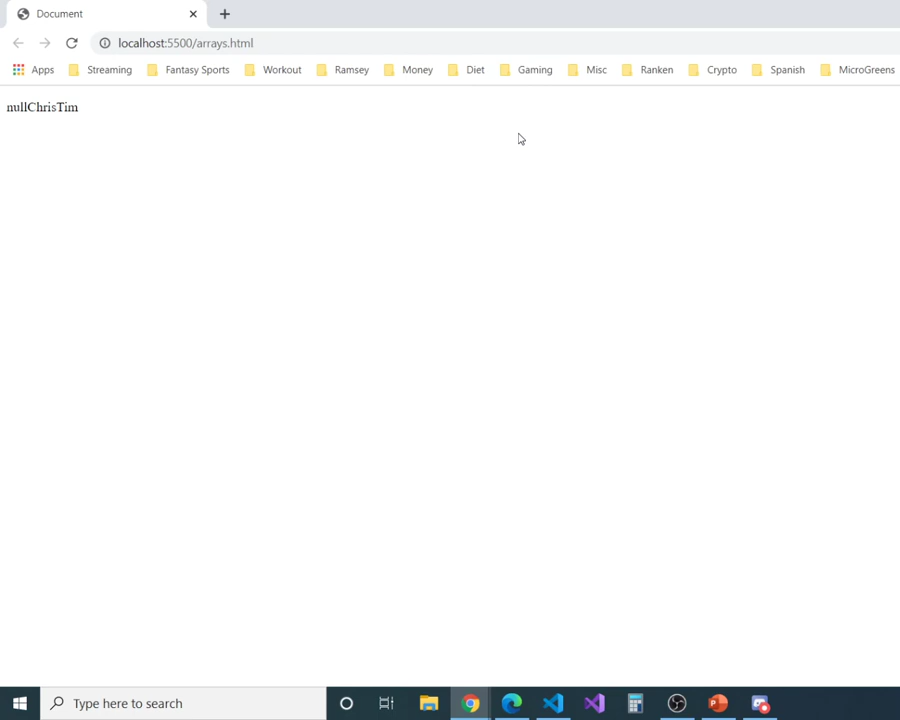 Document
localhost:5500/arrays.html
Apps Streaming Fantasy Sports Workout Ramsey Money Diet Gaming Misc Ranken Crypto Spanish MicroGreens
nullChrisTim
Type here to search